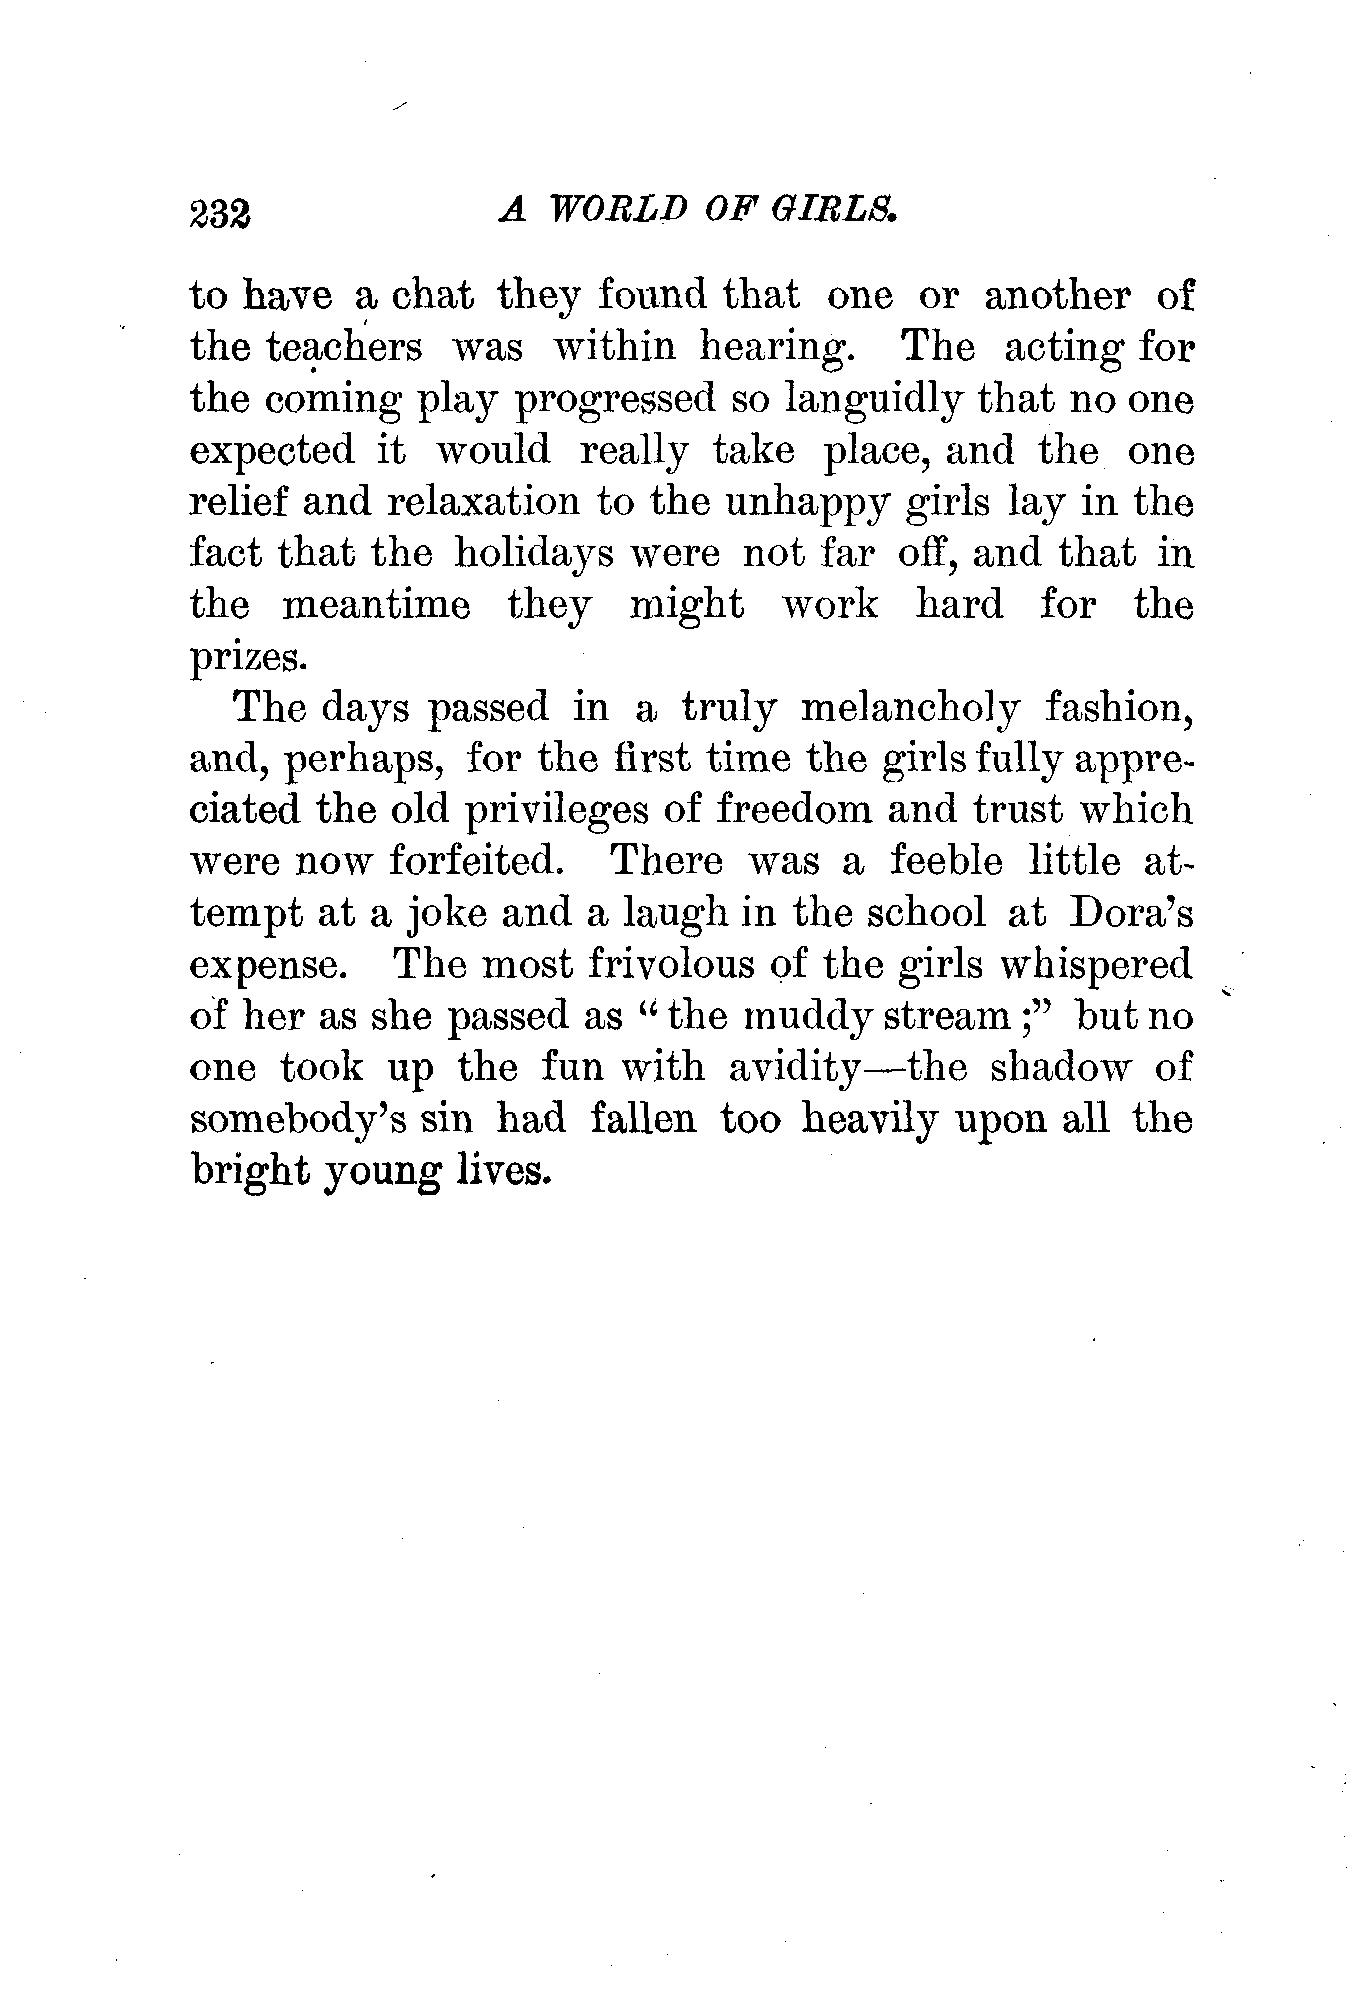 232 A WORLD OF GIRLS.
to have a chat they found that one or another of
the teachers was within hearing. The acting for
the coming play progressed so languidly that no one
expected it would really take place, and the one
relief and relaxation to the unhappy girls lay in the
fact that the holidays were not far off, and that in
the meantime they might work hard for the
prizes.
The days passed in a truly melancholy fashion,
and, perhaps, for the first time the girls fully appre-
ciated the old privileges of freedom and trust which
were now forfeited. There was a feeble little at-
tempt at a joke and a laugh in the school at Dora's
expense. The most frivolous of the girls whispered
of her as she passed as "the muddy stream;" but no
one took up the fun with avidity—the shadow of
somebody's sin had fallen too heavily upon all the
bright young lives.